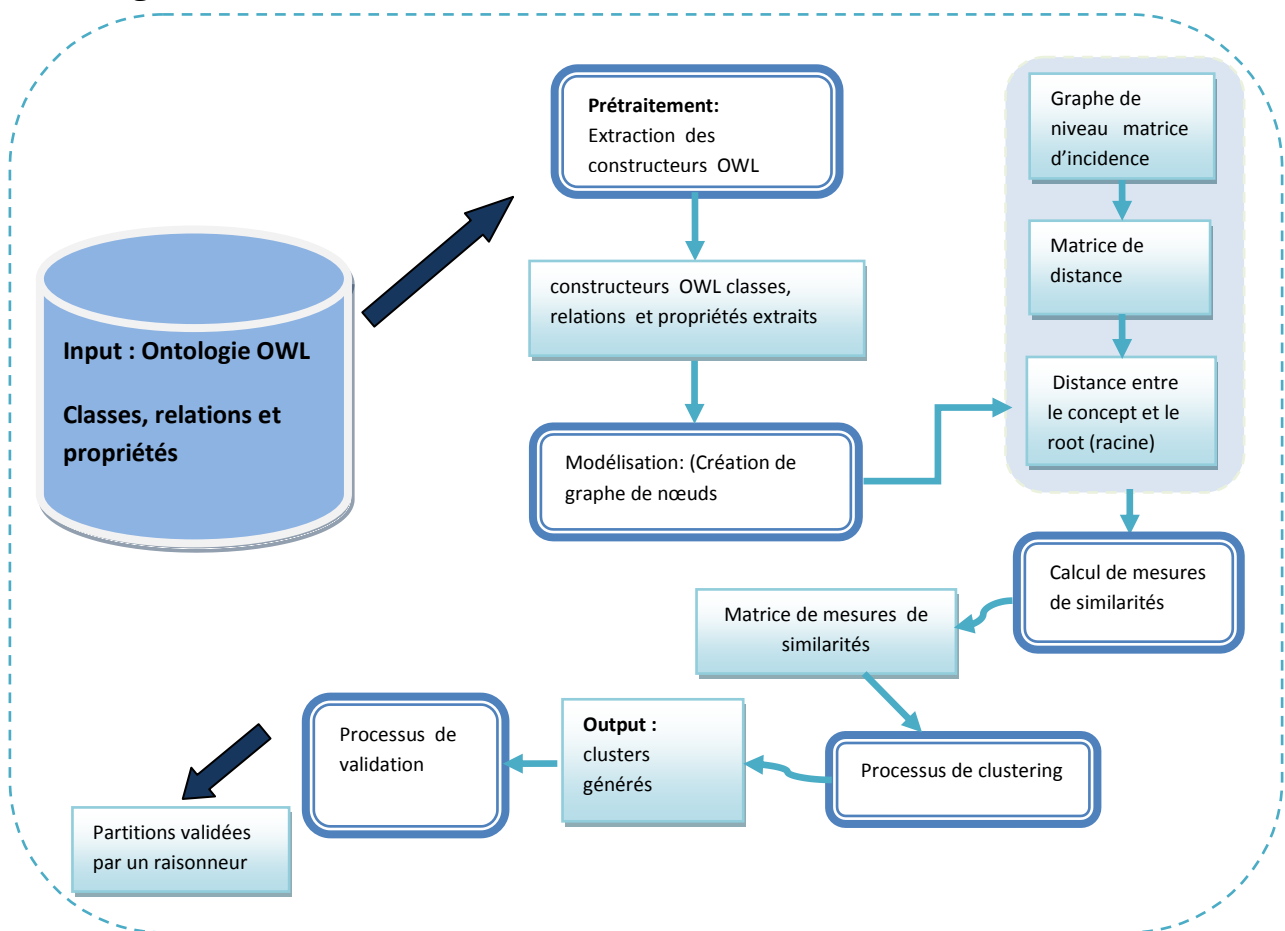 Input : Ontologie OWL
Classes, relations et
propriétés
Prétraitement:
Extraction des
constructeurs OWL
constructeurs OWL classes,
relations et propriétés extraits
Modélisation: (Création de
graphe de nœuds
Graphe de
niveau matrice
d’incidence
Matrice de
distance
Distance entre
le concept et le
root (racine)
Calcul de mesures
de similarités
Matrice de mesures de
similarités
Processus de clustering
Output :
clusters
générés
Processus de
validation
Partitions validées
par un raisonneur